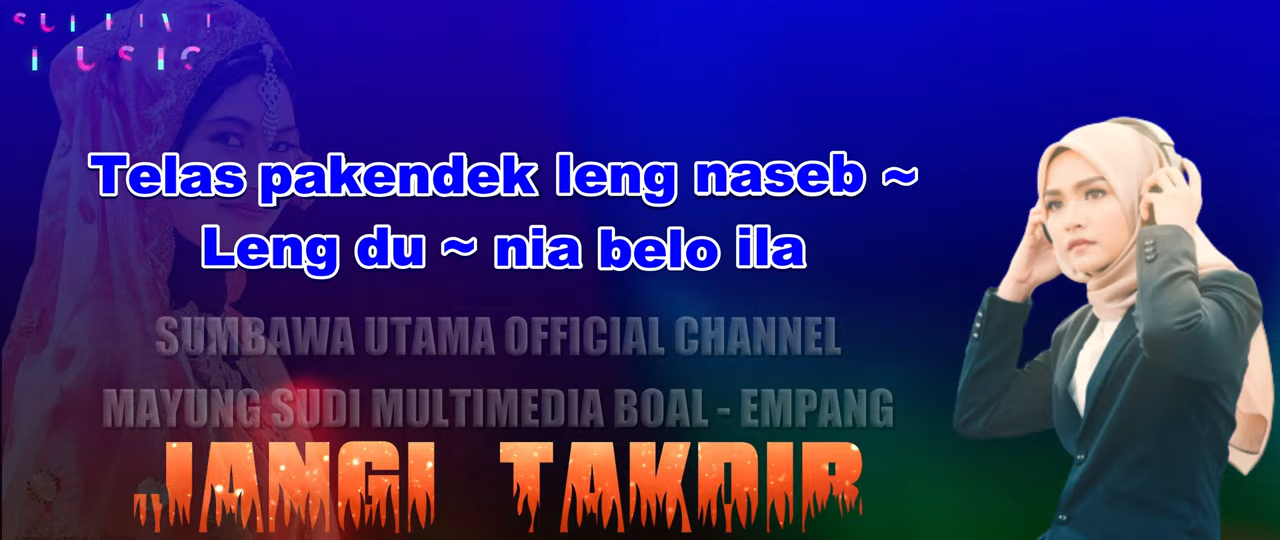 Telas pakendek leng naseb ~
Leng du ~ nia belo ila
SUMBAWA UTAMA OFFICIAL CHANNEL
MAYUNG SUDI MULTIMEDIA BOAL - EMPANG
JANGI TAKDIR